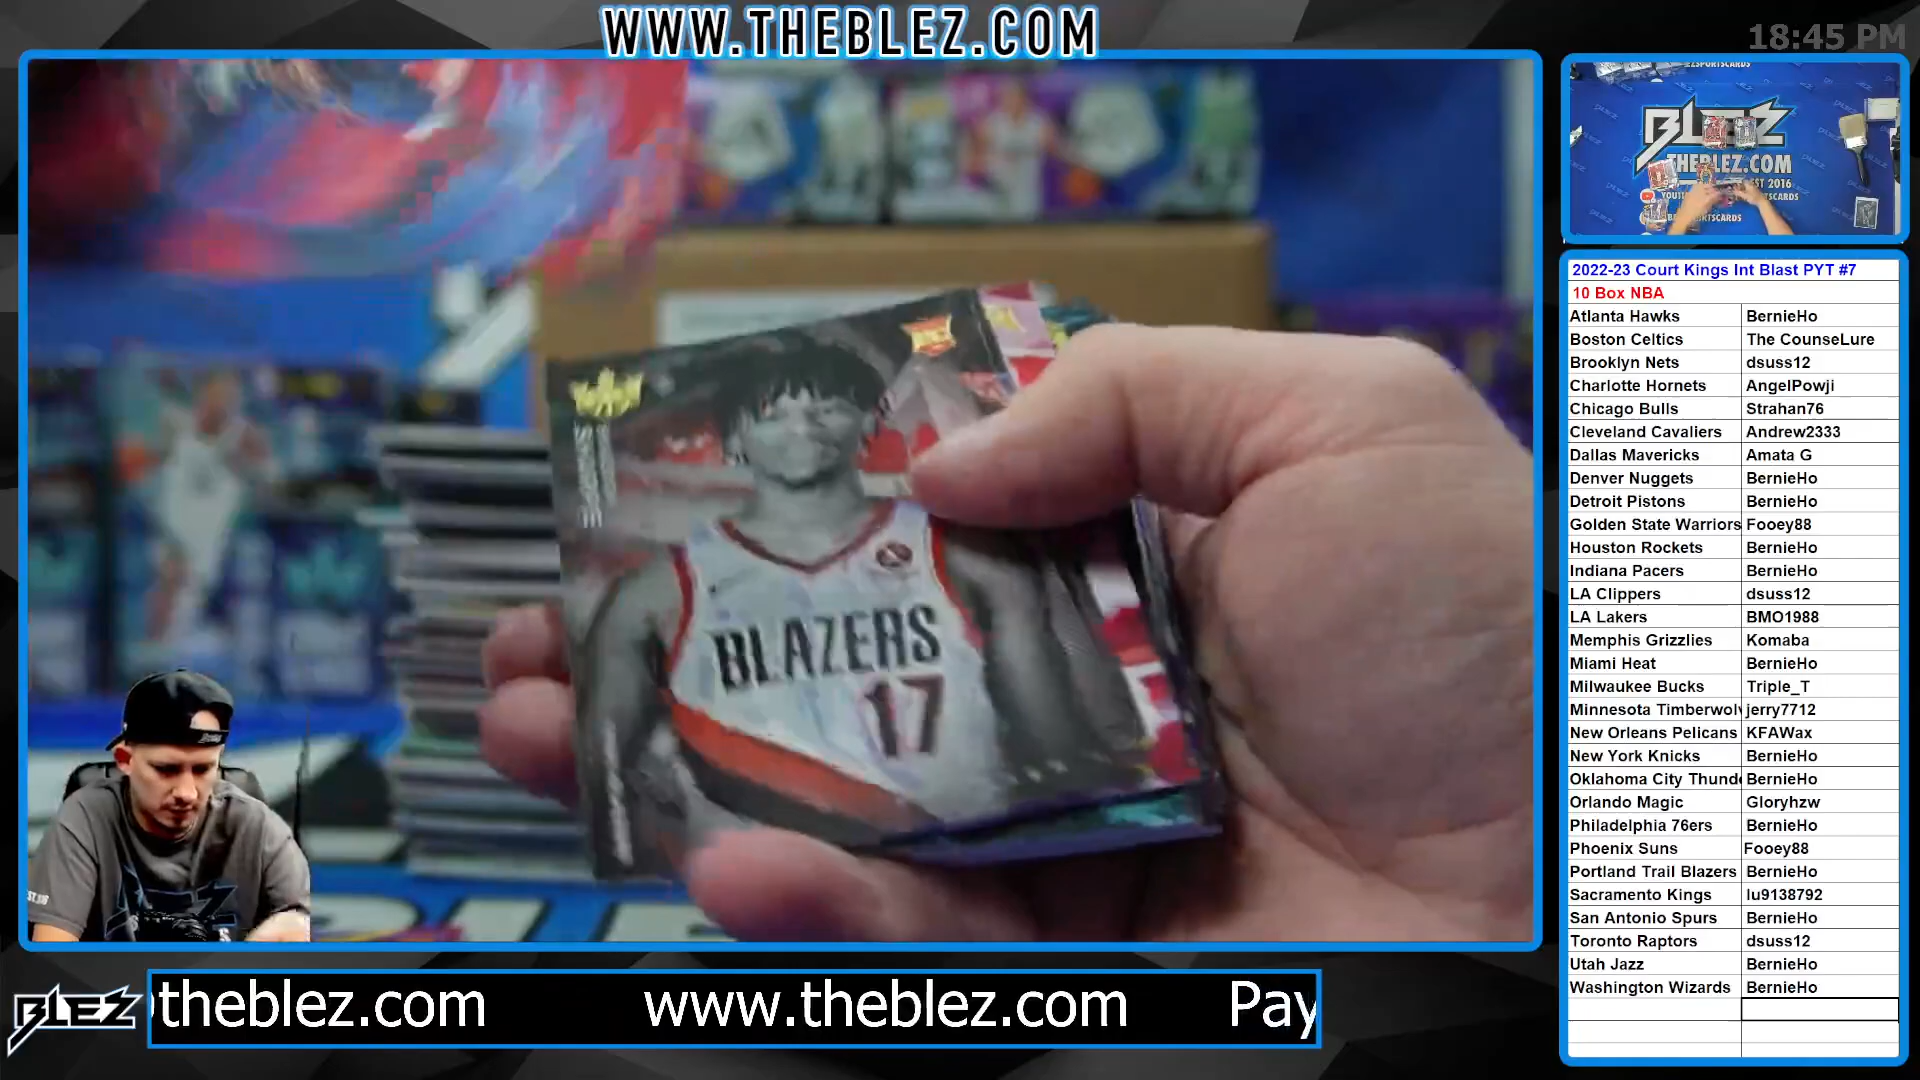 WWW.THEBLEZ.COM
18:45 PM
BLEZ
THEBLEZ.COM
EST 2016
BLAZERS
17
2022-23 Court Kings Int Blast PYT #7
10 Box NBA
Atlanta Hawks BernieHo
Boston Celtics The CounseLure
Brooklyn Nets dsuss12
Charlotte Hornets AngelPowji
Chicago Bulls Strahan76
Cleveland Cavaliers Andrew2333
Dallas Mavericks Amata G
Denver Nuggets BernieHo
Detroit Pistons BernieHo
Golden State Warriors Fooey88
Houston Rockets BernieHo
Indiana Pacers BernieHo
LA Clippers dsuss12
LA Lakers BMO1988
Memphis Grizzlies Komaba
Miami Heat BernieHo
Milwaukee Bucks Triple_T
Minnesota Timberwolv jerry7712
New Orleans Pelicans KFAWax
New York Knicks BernieHo
Oklahoma City Thunde BernieHo
Orlando Magic Gloryhzw
Philadelphia 76ers BernieHo
Phoenix Suns Fooey88
Portland Trail Blazers BernieHo
Sacramento Kings lu9138792
San Antonio Spurs BernieHo
Toronto Raptors dsuss12
Utah Jazz BernieHo
Washington Wizards BernieHo
BLEZ
theblez.com www.theblez.com Pay